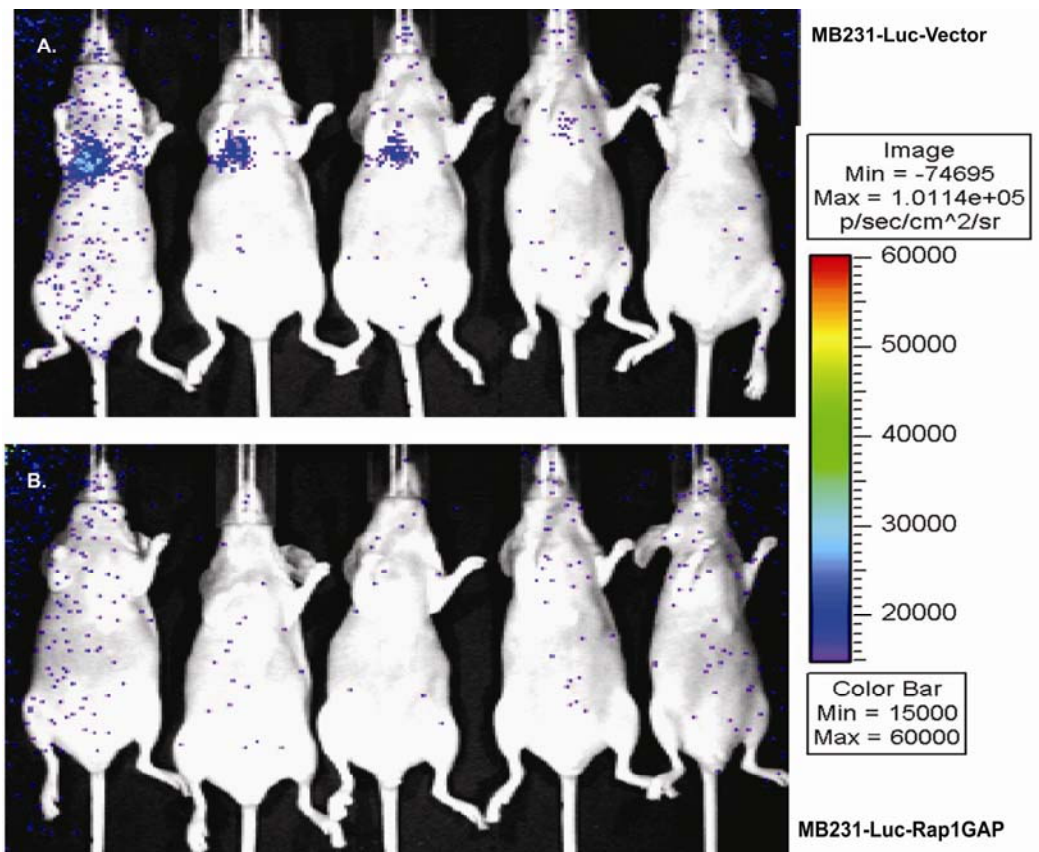 A.
MB231-Luc-Vector
Image
Min = -74695
Max = 1.0114e+05
p/sec/cm^2/sr
60000
50000
40000
30000
20000
Color Bar
Min = 15000
Max = 60000
B.
MB231-Luc-Rap1GAP